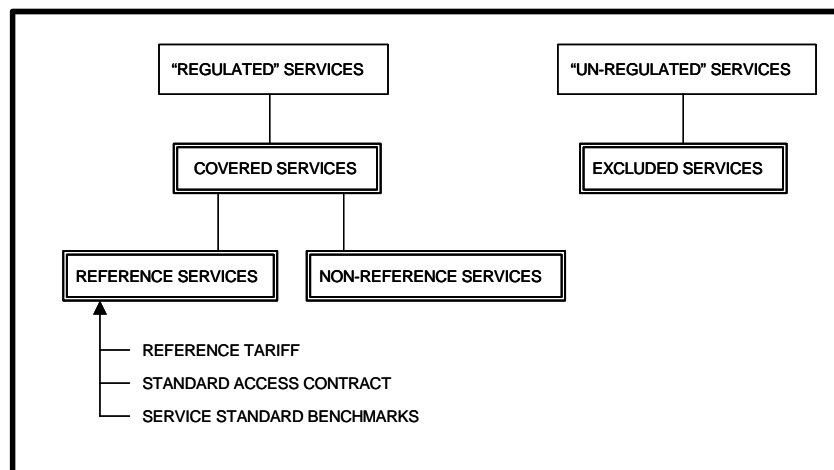 “REGULATED” SERVICES
“UN-REGULATED” SERVICES
COVERED SERVICES
EXCLUDED SERVICES
REFERENCE SERVICES
NON-REFERENCE SERVICES
REFERENCE TARIFF
STANDARD ACCESS CONTRACT
SERVICE STANDARD BENCHMARKS